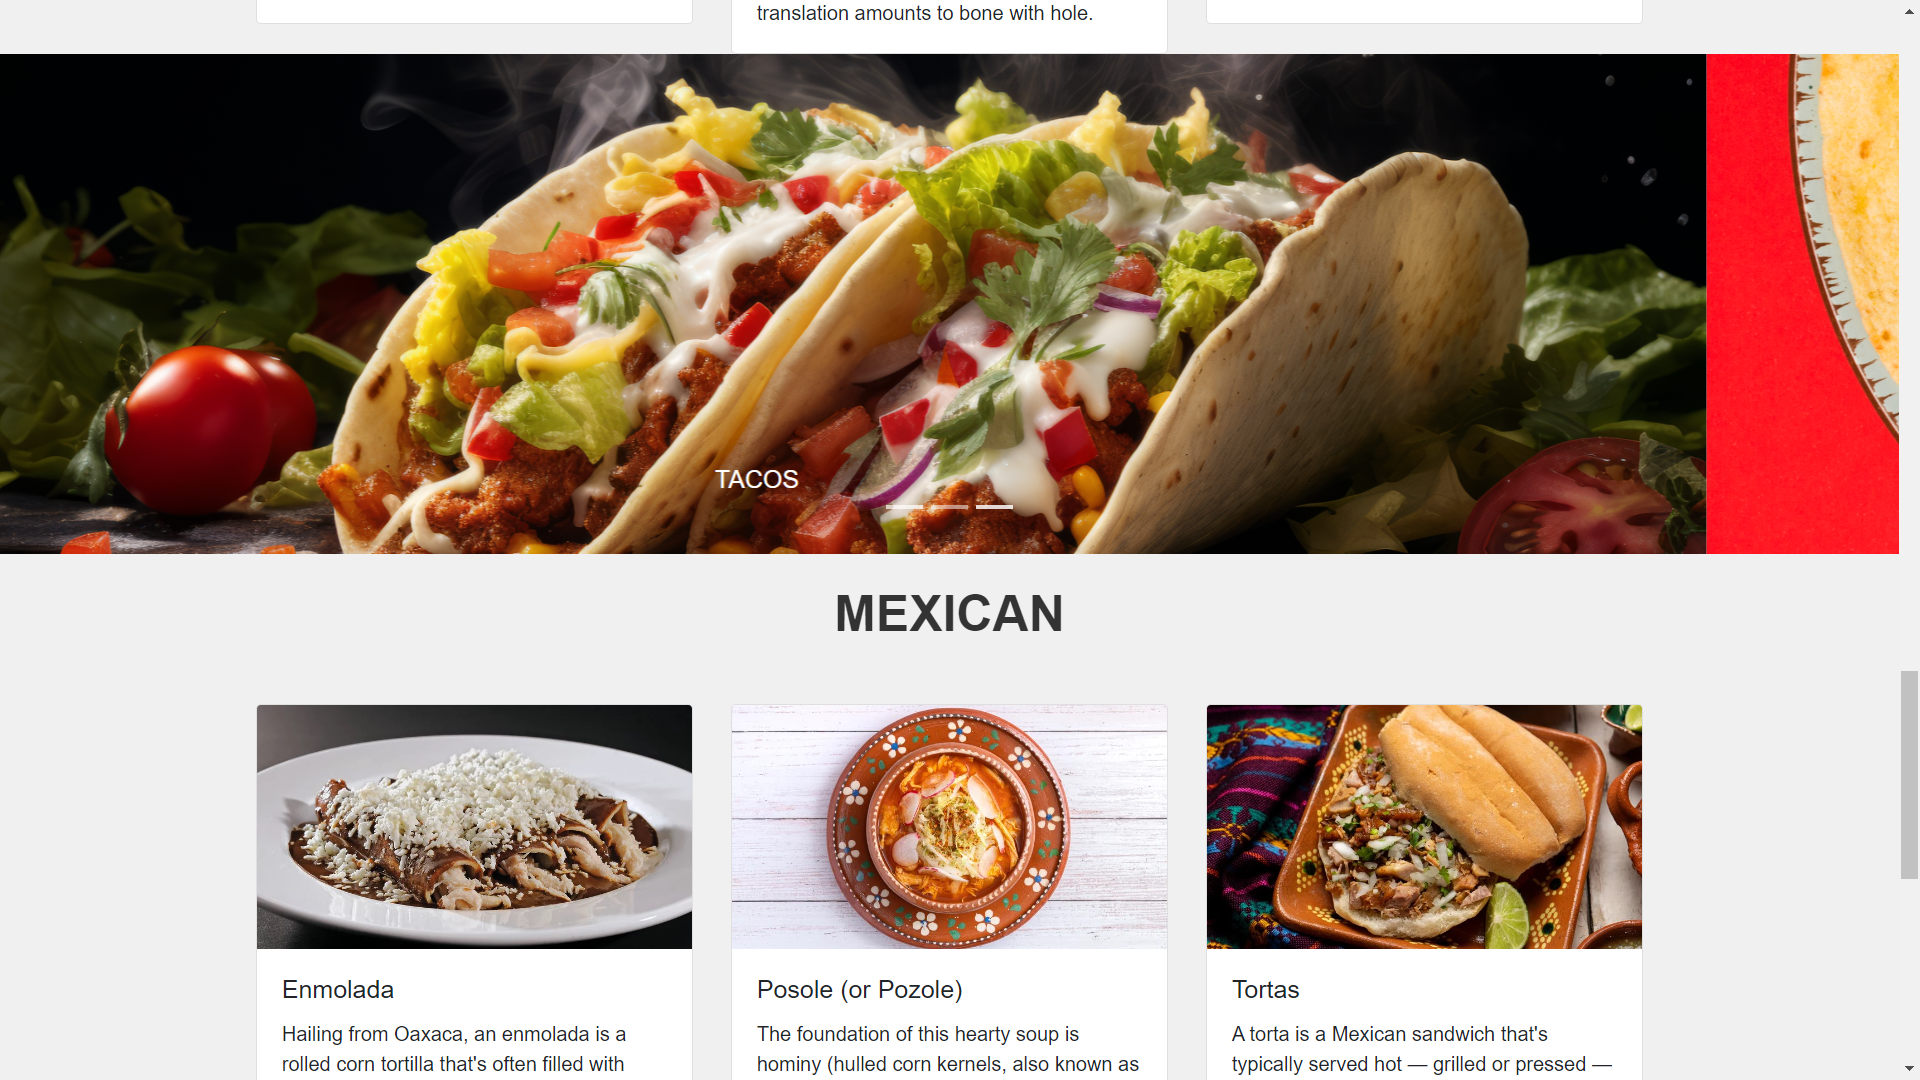 translation amounts to bone with hole.
TACOS
MEXICAN
Enmolada
Hailing from Oaxaca, an enmolada is a
rolled corn tortilla that's often filled with
Posole (or Pozole)
The foundation of this hearty soup is
hominy (hulled corn kernels, also known as
Tortas
A torta is a Mexican sandwich that's
typically served hot — grilled or pressed —